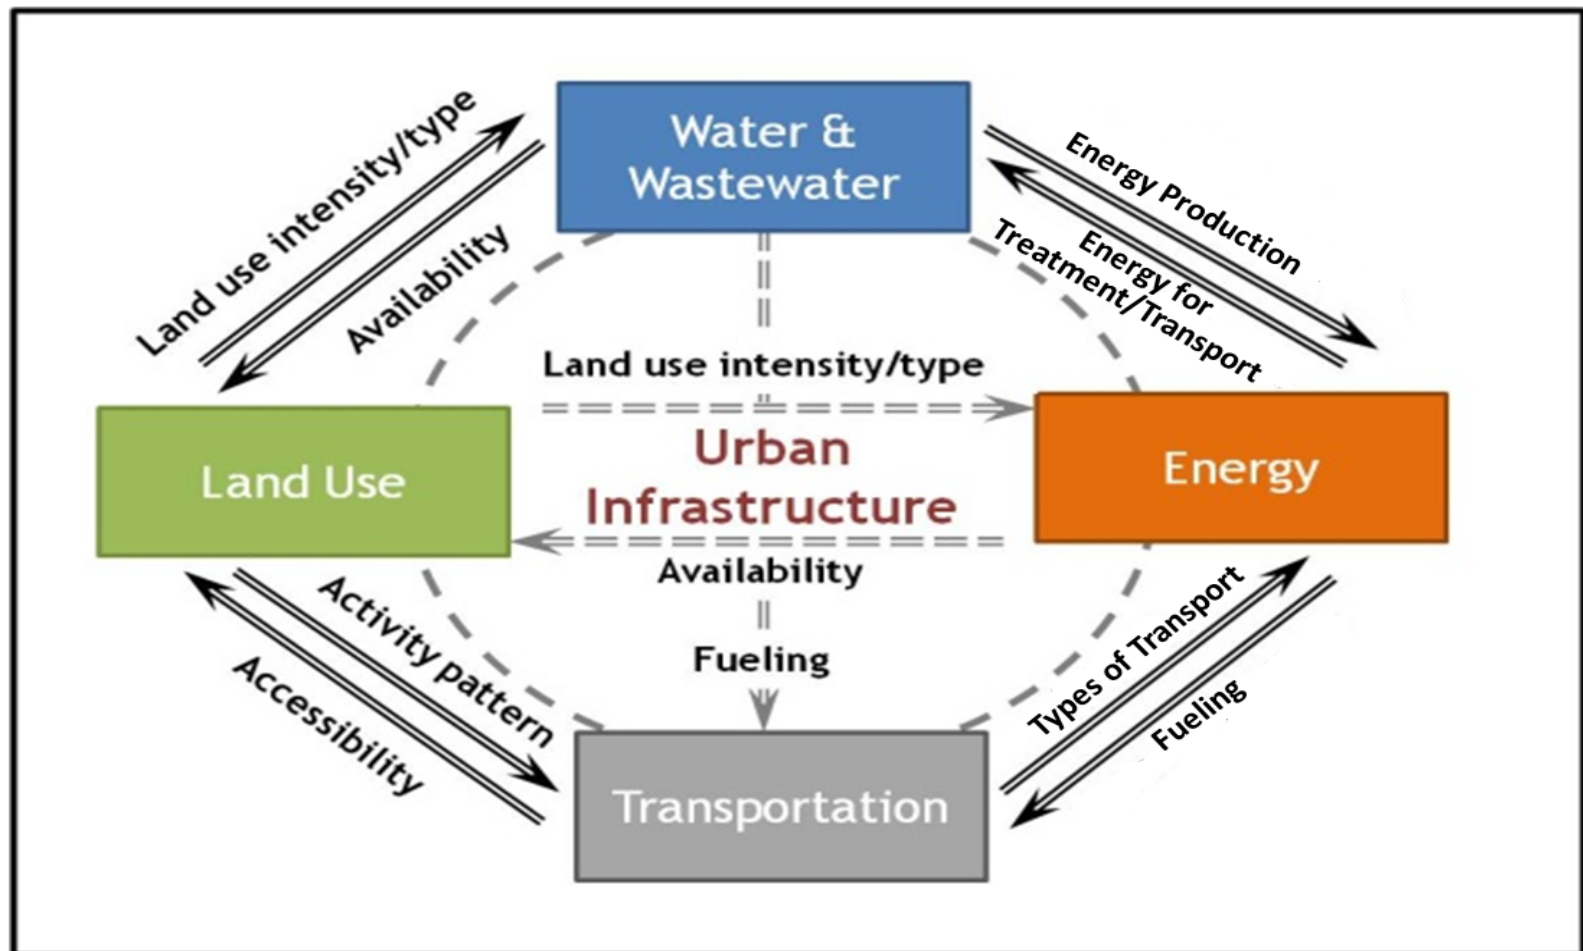 Water &
Wastewater
Land use intensity/type
Availability
Energy Production
Energy for
Treatment/Transport
Land use intensity/type
Urban
Infrastructure
Availability
Fueling
Land Use
Energy
Activity pattern
Accessibility
Types of Transport
Fueling
Transportation